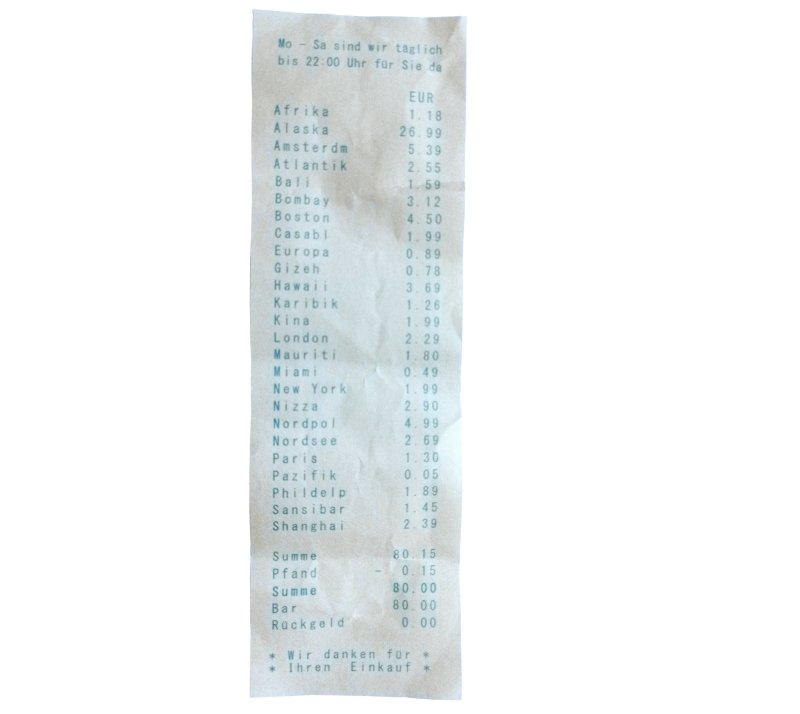 Mo - Sa sind wir täglich
bis 22:00 Uhr für Sie da
EUR
Afrika 1.18
Alaska 26.99
Amsterdm 5.39
Atlantik 2.55
Bali 1.59
Bombay 3.12
Boston 4.50
Casabl 1.99
Europa 0.89
Gizeh 0.78
Hawaii 3.69
Karibik 1.26
Kina 1.99
London 2.29
Mauriti 1.80
Miami 0.49
New York 1.99
Nizza 2.90
Nordpol 4.99
Nordsee 2.69
Paris 1.30
Pazifik 0.05
Phildelp 1.89
Sansibar 1.45
Shanghai 2.39
Summe 80.15
Pfand - 0.15
Summe 80.00
Bar 80.00
Rückgeld 0.00
* Wir danken für *
* Ihren Einkauf *